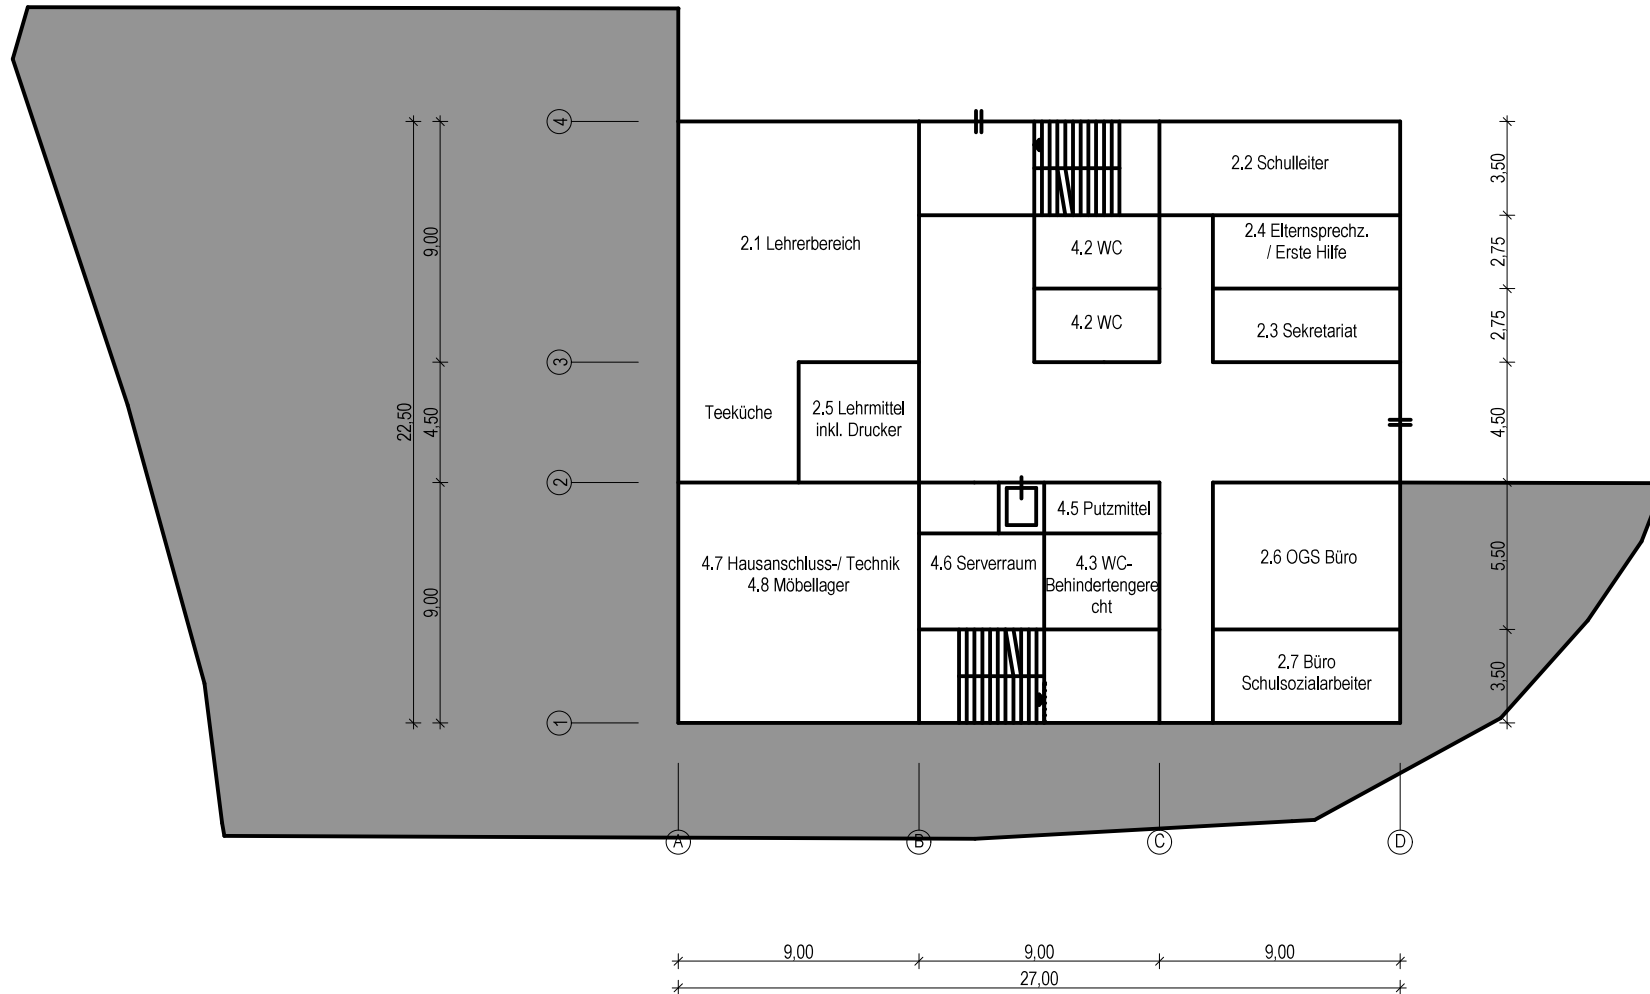 4
2.2 Schulleiter
3,50
2.1 Lehrerbereich
9,00
4.2 WC
2.4 Elternsprechz.
/ Erste Hilfe
2,75
4.2 WC
2.3 Sekretariat
2,75
3
22,50
4,50
Teeküche
2.5 Lehrmittel
inkl. Drucker
4,50
2
4.5 Putzmittel
4.7 Hausanschluss-/ Technik
4.8 Möbellager
4.6 Serverraum
4.3 WC-
Behindertengere
cht
2.6 OGS Büro
5,50
9,00
2.7 Büro
Schulsozialarbeiter
3,50
1
A
B
C
D
9,00
9,00
9,00
27,00